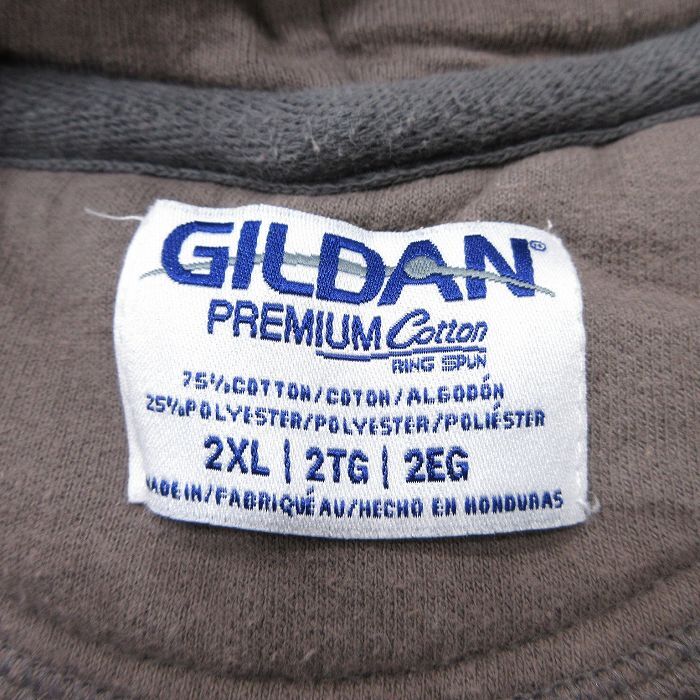 GILDAN®
PREMIUM Cotton
RING SPUN
75%COTTON/COTON/ALGODÓN
25%POLYESTER/POLYESTER/POLIÉSTER
2XL | 2TG | 2EG
MADE IN/FABRIQUÉ AU/HECHO EN HONDURAS